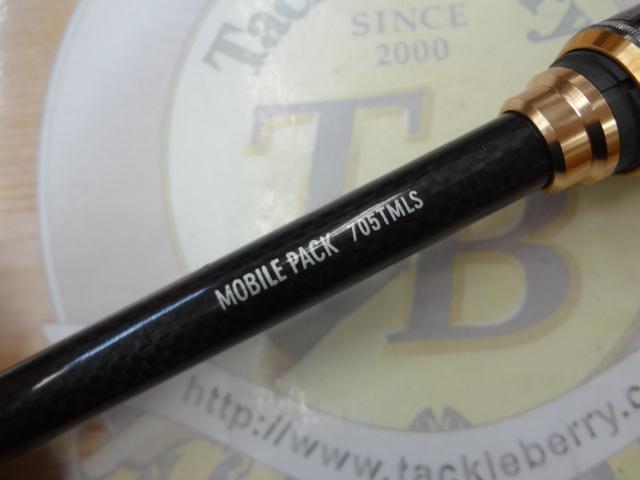 SINCE
2000
TB
MOBILE PACK 705TMLS
http://www.tackleberry.c